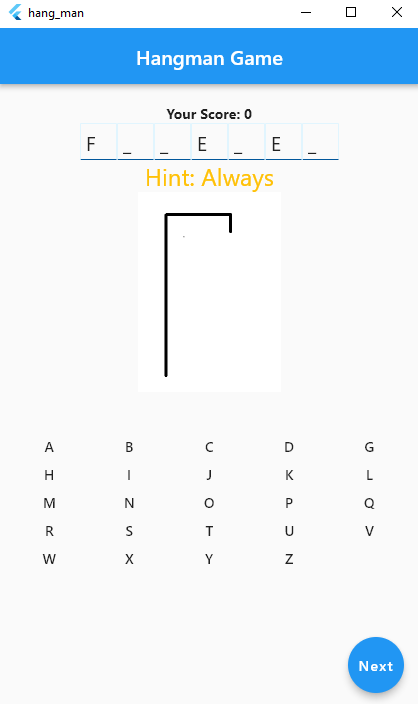 hang_man
Hangman Game
Your Score: 0
F _ _ E _ E _
Hint: Always
A B C D G
H I J K L
M N O P Q
R S T U V
W X Y Z
Next